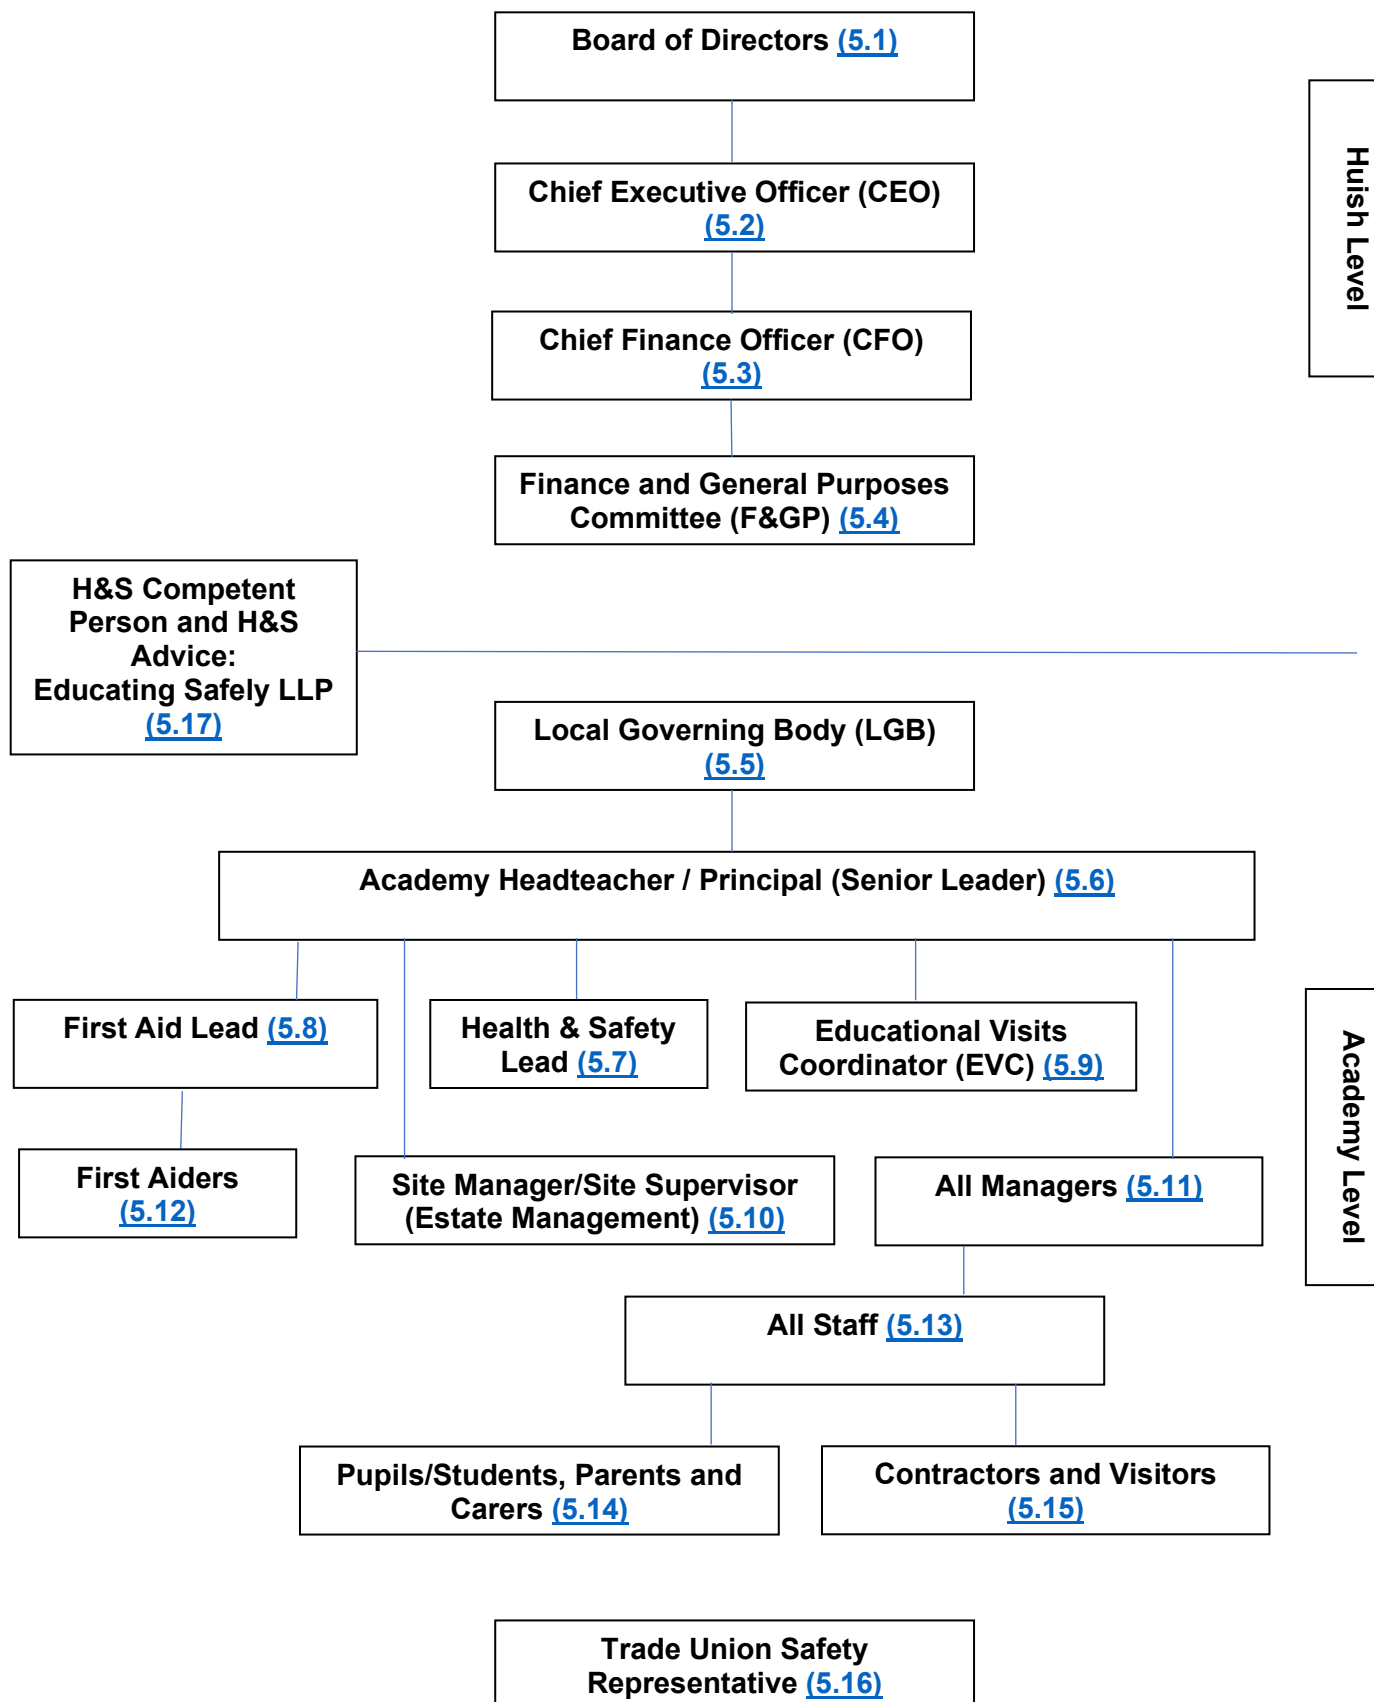 Board of Directors (5.1)
Huish Level
Chief Executive Officer (CEO)
(5.2)
Chief Finance Officer (CFO)
(5.3)
Finance and General Purposes
Committee (F&GP) (5.4)
H&S Competent
Person and H&S
Advice:
Educating Safely LLP
(5.17)
Local Governing Body (LGB)
(5.5)
Academy Headteacher / Principal (Senior Leader) (5.6)
Academy Level
First Aid Lead (5.8)
Health & Safety
Lead (5.7)
Educational Visits
Coordinator (EVC) (5.9)
First Aiders
(5.12)
Site Manager/Site Supervisor
(Estate Management) (5.10)
All Managers (5.11)
All Staff (5.13)
Pupils/Students, Parents and
Carers (5.14)
Contractors and Visitors
(5.15)
Trade Union Safety
Representative (5.16)